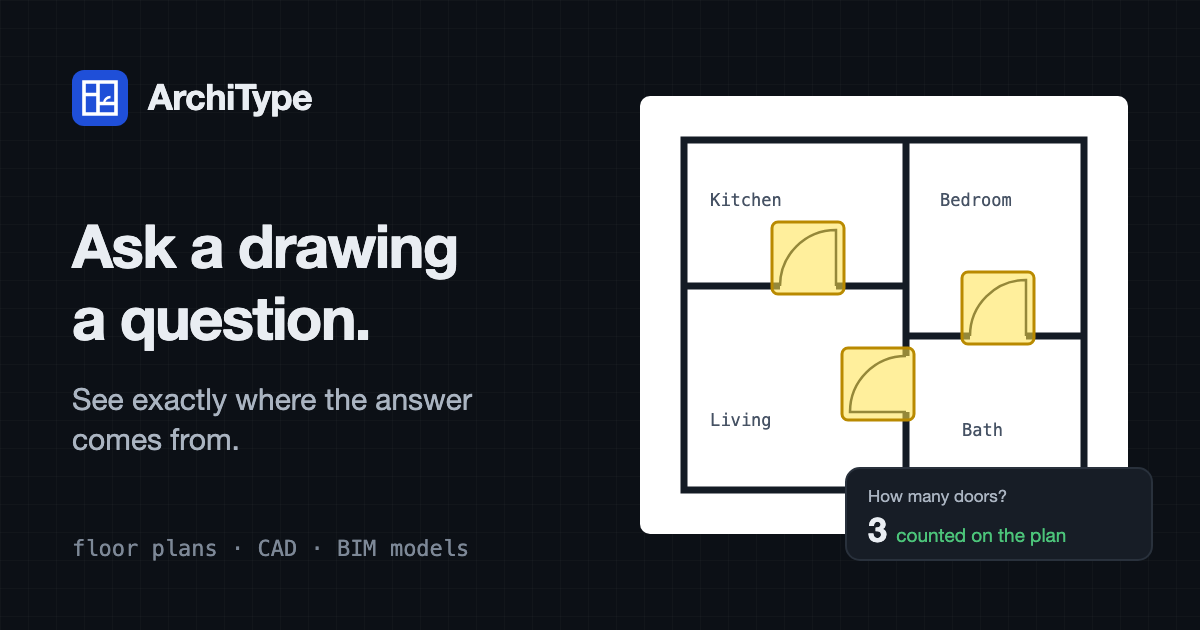 ArchiType
Ask a drawing
a question.
See exactly where the answer
comes from.
floor plans · CAD · BIM models
Kitchen
Bedroom
Living
Bath
How many doors?
3 counted on the plan